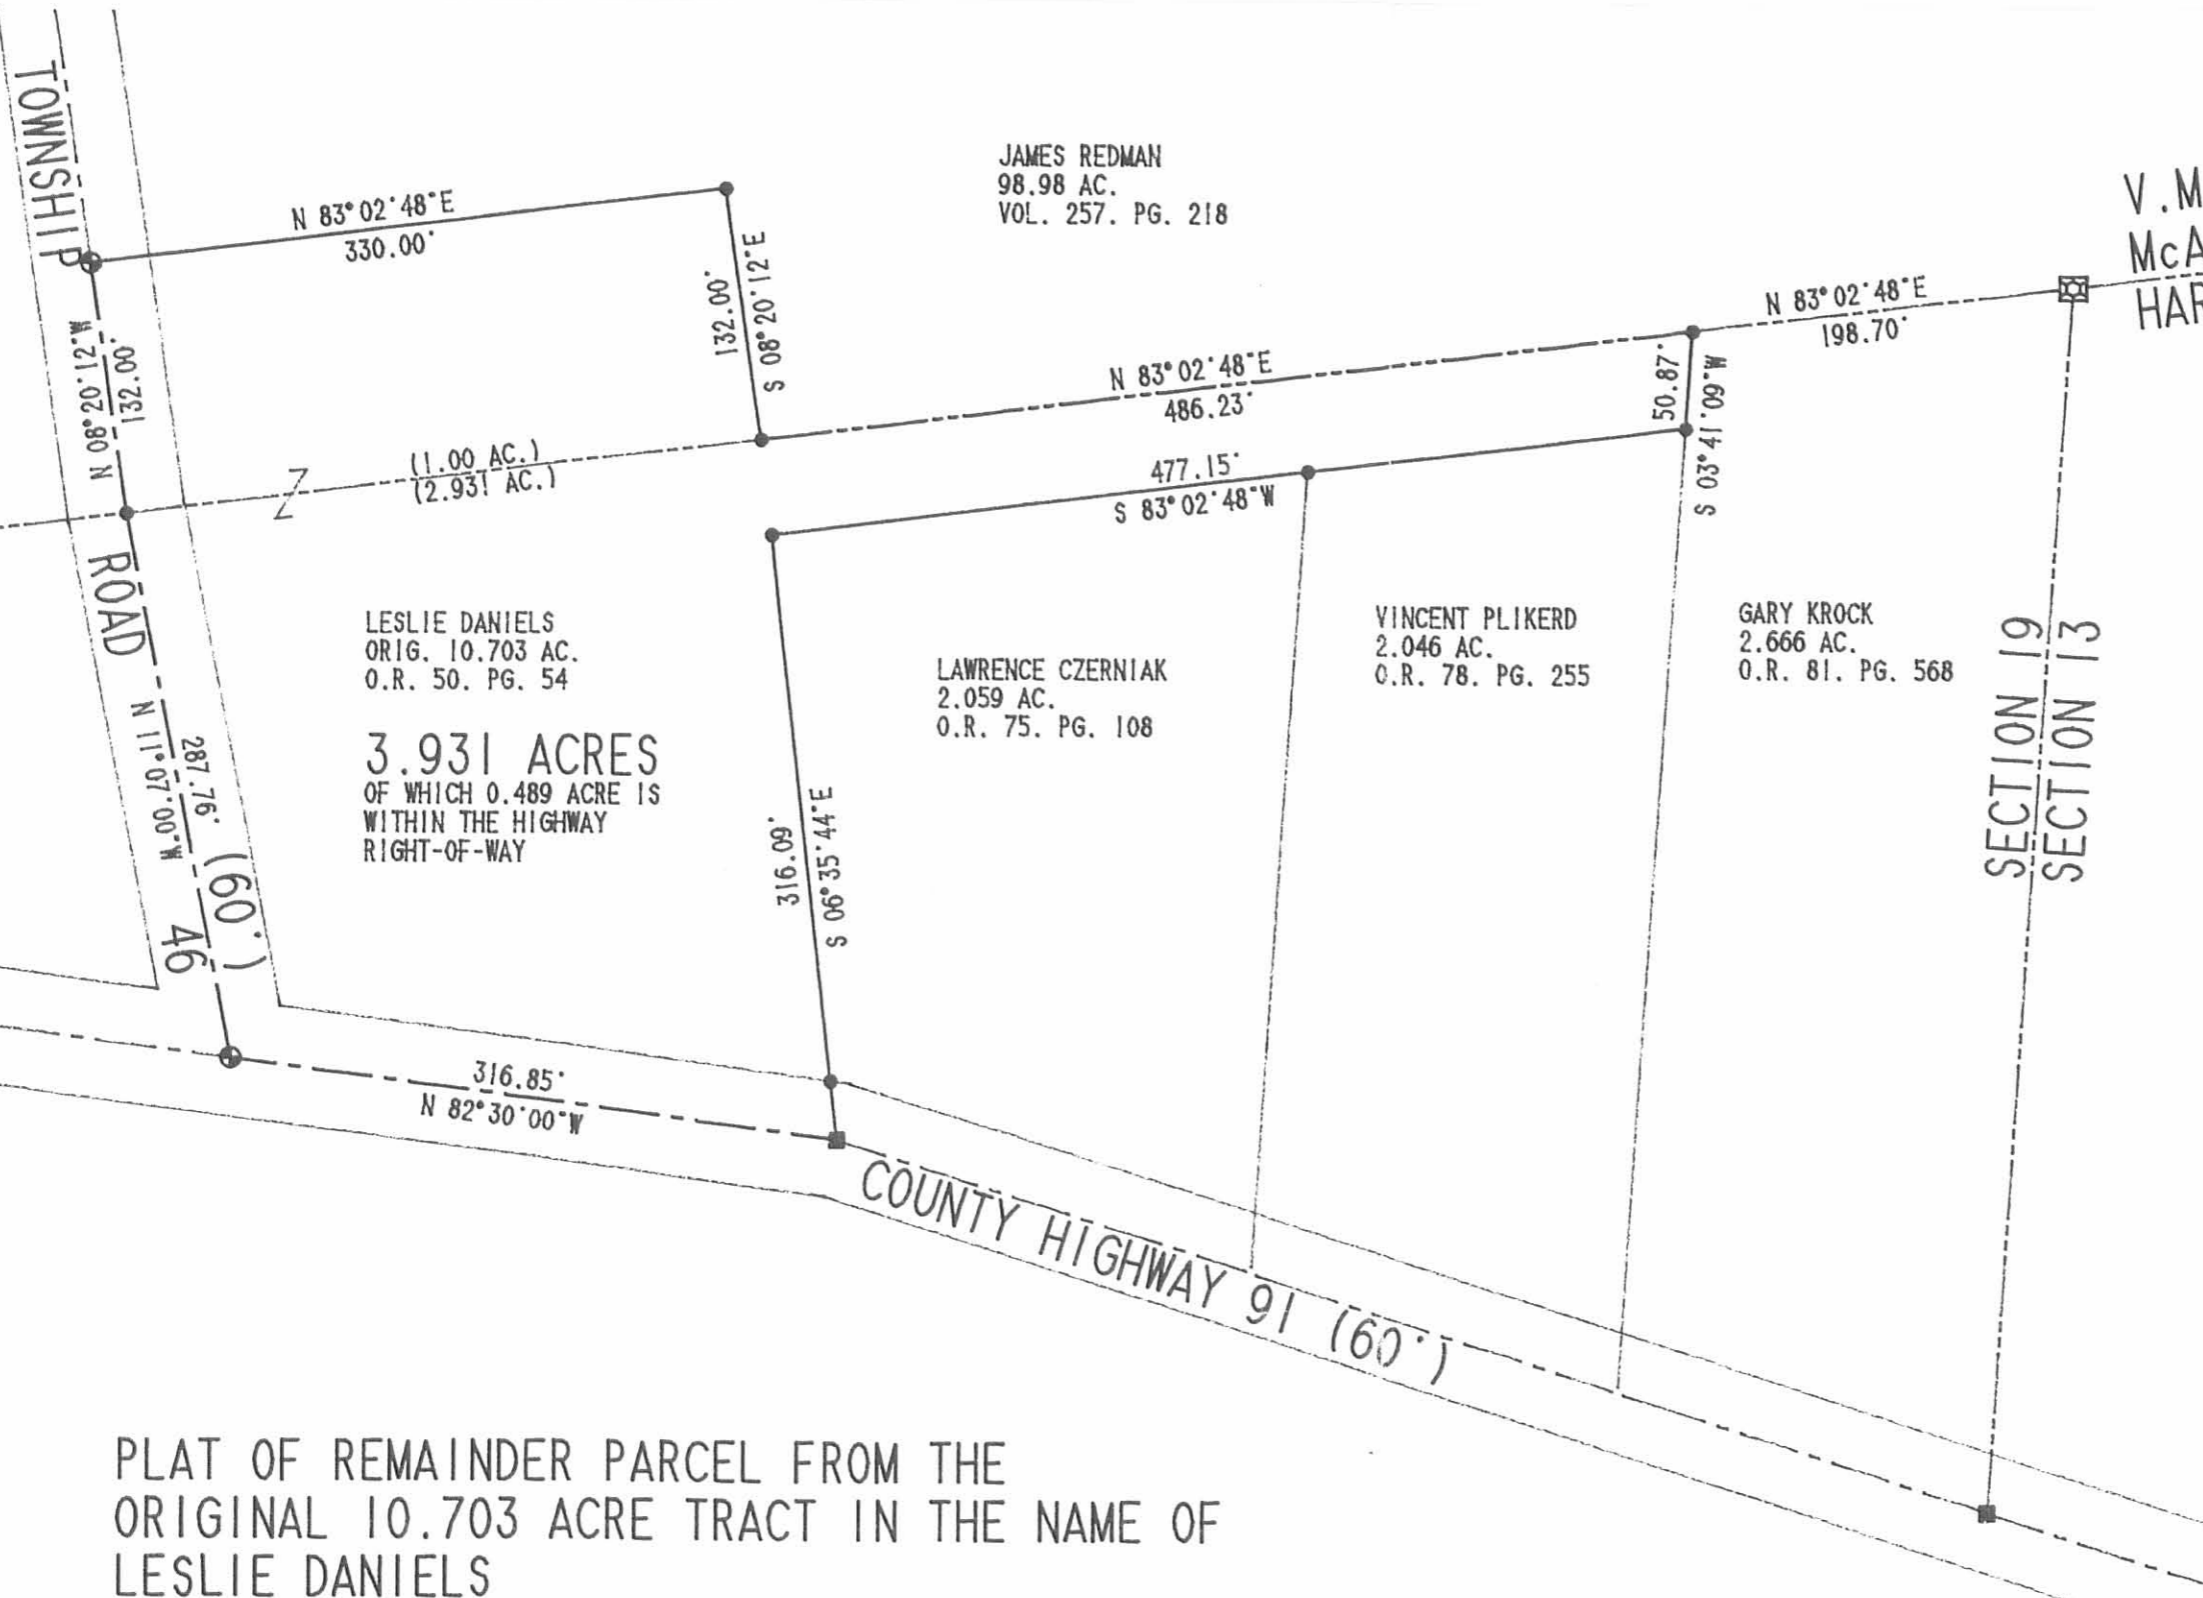 TOWNSHIP
ROAD
46
(60')
N 83°02'48"E
330.00'
132.00'
S 08°20'12"E
JAMES REDMAN
98.98 AC.
VOL. 257. PG. 218
V.M
McA
HAR
N 83°02'48"E
198.70'
N 08°20'12"W
132.00'
N 83°02'48"E
486.23'
50.87'
S 03°41'09"W
(1.00 AC.)
(2.931 AC.)
477.15'
S 83°02'48"W
LESLIE DANIELS
ORIG. 10.703 AC.
O.R. 50. PG. 54
3.931 ACRES
OF WHICH 0.489 ACRE IS
WITHIN THE HIGHWAY
RIGHT-OF-WAY
LAWRENCE CZERNIAK
2.059 AC.
O.R. 75. PG. 108
VINCENT PLIKERD
2.046 AC.
O.R. 78. PG. 255
GARY KROCK
2.666 AC.
O.R. 81. PG. 568
SECTION 19
SECTION 13
287.76'
N 11°07'00"W
316.09'
S 06°35'44"E
316.85'
N 82°30'00"W
COUNTY HIGHWAY 91 (60')
PLAT OF REMAINDER PARCEL FROM THE
ORIGINAL 10.703 ACRE TRACT IN THE NAME OF
LESLIE DANIELS